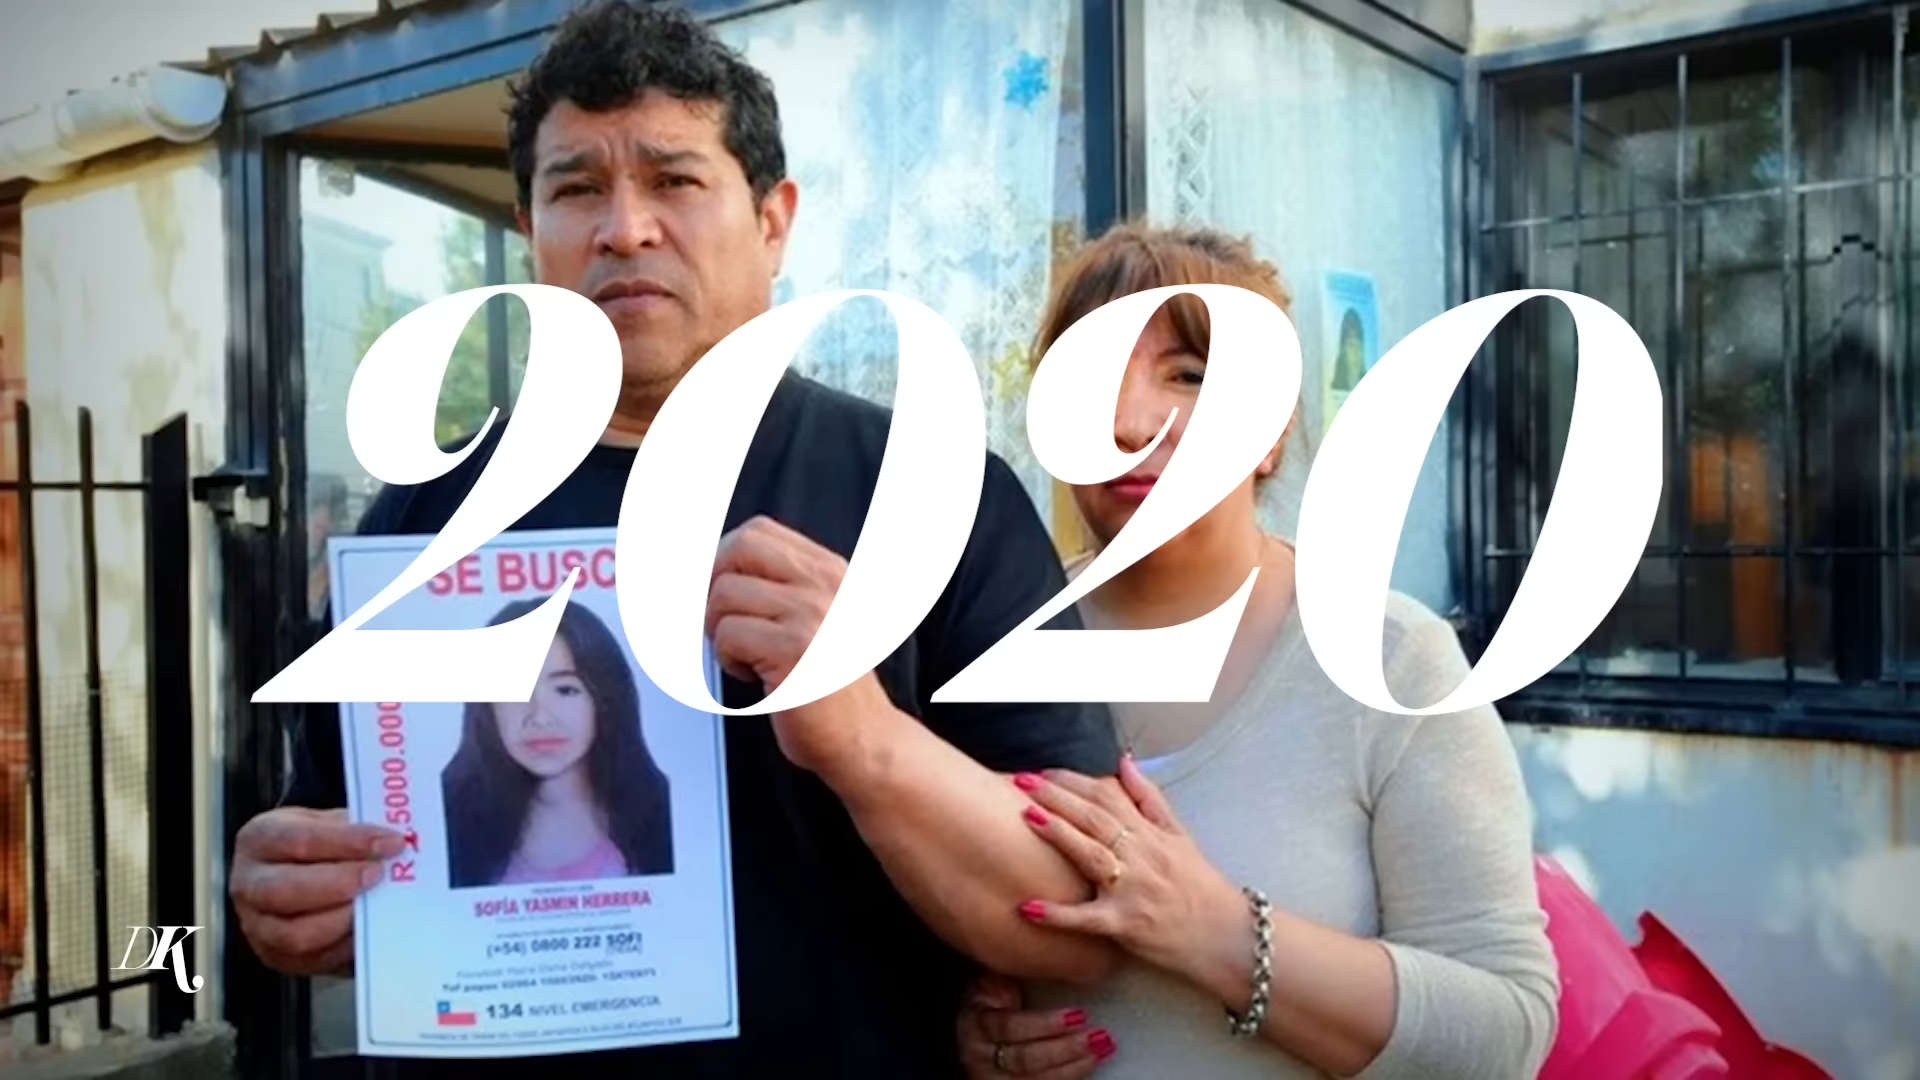 2020
SE BUSC
5000.000
SOFÍA YASMIN HERRERA
(+54) 0800 222 SOFI
134 NIVEL EMERGENCIA
DK